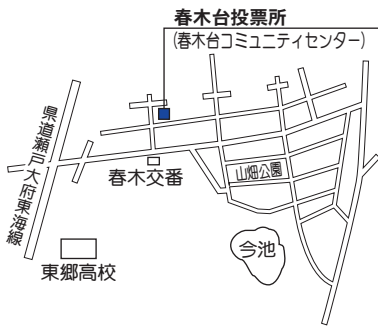 春木台投票所
(春木台コミュニティセンター)
県道瀬戸大府東海線
山畑公園
春木交番
今池
東郷高校